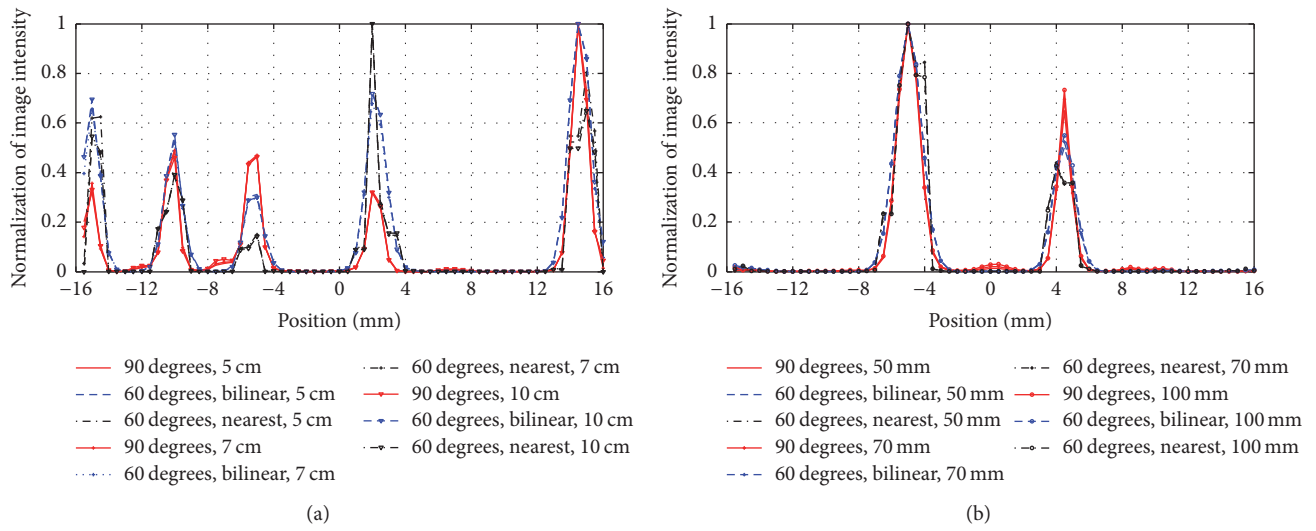 Normalization of image intensity
1
0.8
0.6
0.4
0.2
0
−16 −12 −8 −4 0 4 8 12 16
Position (mm)
90 degrees, 5 cm
60 degrees, bilinear, 5 cm
60 degrees, nearest, 5 cm
90 degrees, 7 cm
60 degrees, bilinear, 7 cm
60 degrees, nearest, 7 cm
90 degrees, 10 cm
60 degrees, bilinear, 10 cm
60 degrees, nearest, 10 cm
(a)
Normalization of image intensity
1
0.8
0.6
0.4
0.2
0
−16 −12 −8 −4 0 4 8 12 16
Position (mm)
90 degrees, 50 mm
60 degrees, bilinear, 50 mm
60 degrees, nearest, 50 mm
90 degrees, 70 mm
60 degrees, bilinear, 70 mm
60 degrees, nearest, 70 mm
90 degrees, 100 mm
60 degrees, bilinear, 100 mm
60 degrees, nearest, 100 mm
(b)